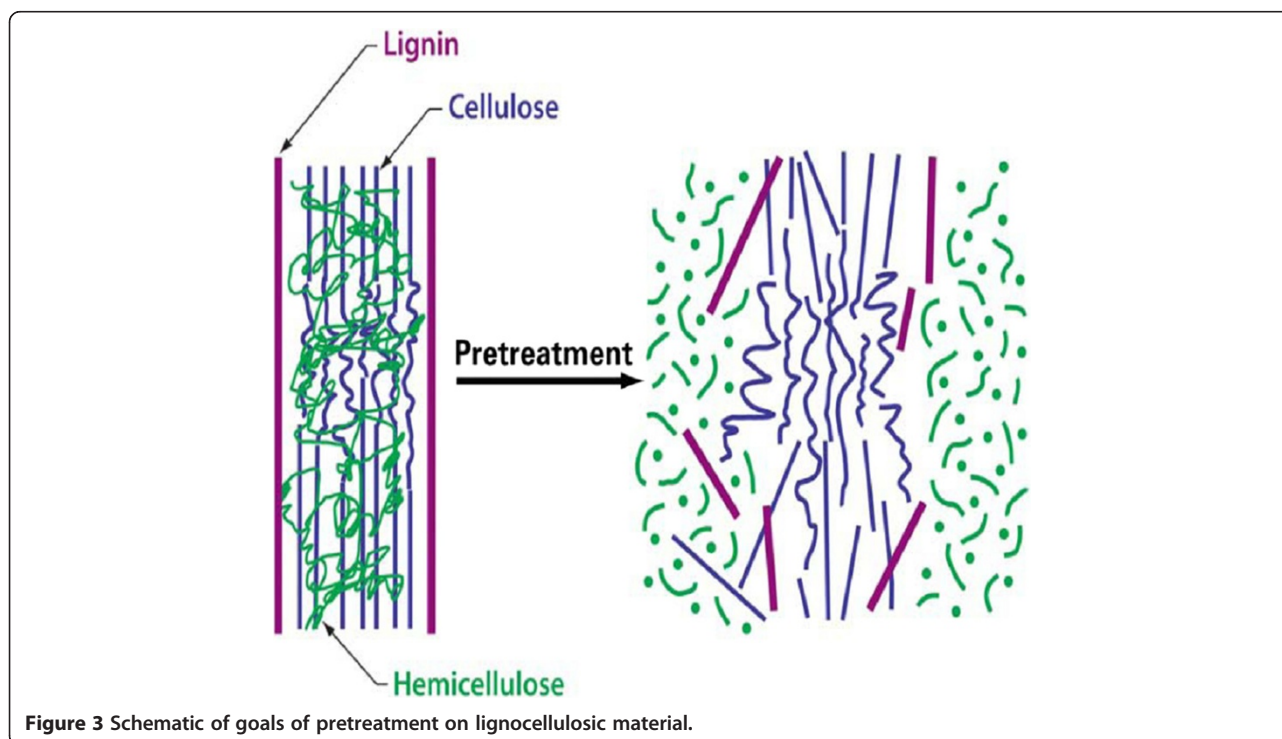 Lignin
Cellulose
Pretreatment
Hemicellulose
Figure 3 Schematic of goals of pretreatment on lignocellulosic material.